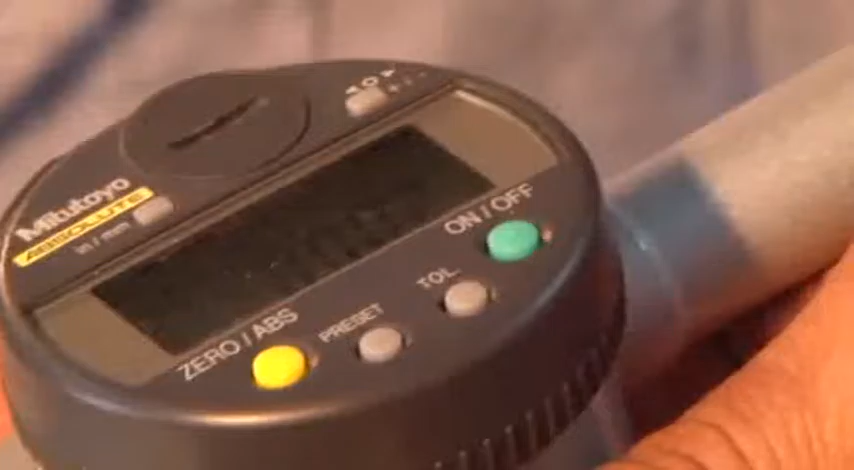 Mitutoyo
ABSOLUTE
in / mm
ON / OFF
TOL.
PRESET
ZERO / ABS